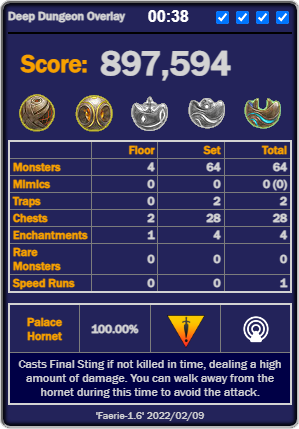 Deep Dungeon Overlay 00:38
Score: 897,594
Floor Set Total
Monsters 4 64 64
Mimics 0 0 0 (0)
Traps 0 2 2
Chests 2 28 28
Enchantments 1 4 4
Rare
Monsters 0 0 0
Speed Runs 0 0 1
Palace
Hornet 100.00%
Casts Final Sting if not killed in time, dealing a high
amount of damage. You can walk away from the
hornet during this time to avoid the attack.
'Faerie-1.6' 2022/02/09